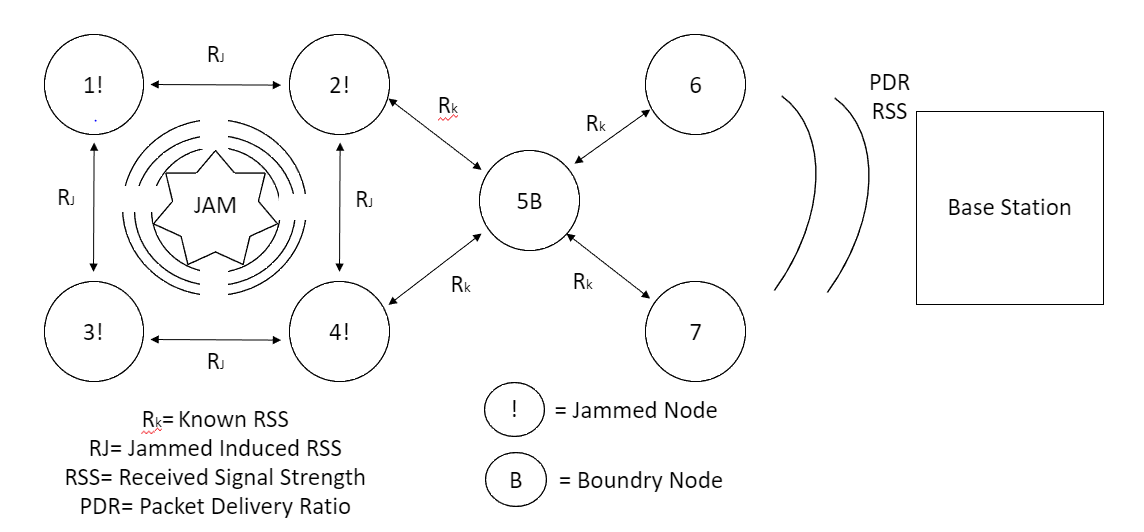 RJ
1!
2!
6
PDR
RSS
Rk
Rk
RJ
JAM
RJ
5B
Base Station
Rk
Rk
3!
4!
7
RJ
! = Jammed Node
B = Boundry Node
Rk= Known RSS
RJ= Jammed Induced RSS
RSS= Received Signal Strength
PDR= Packet Delivery Ratio